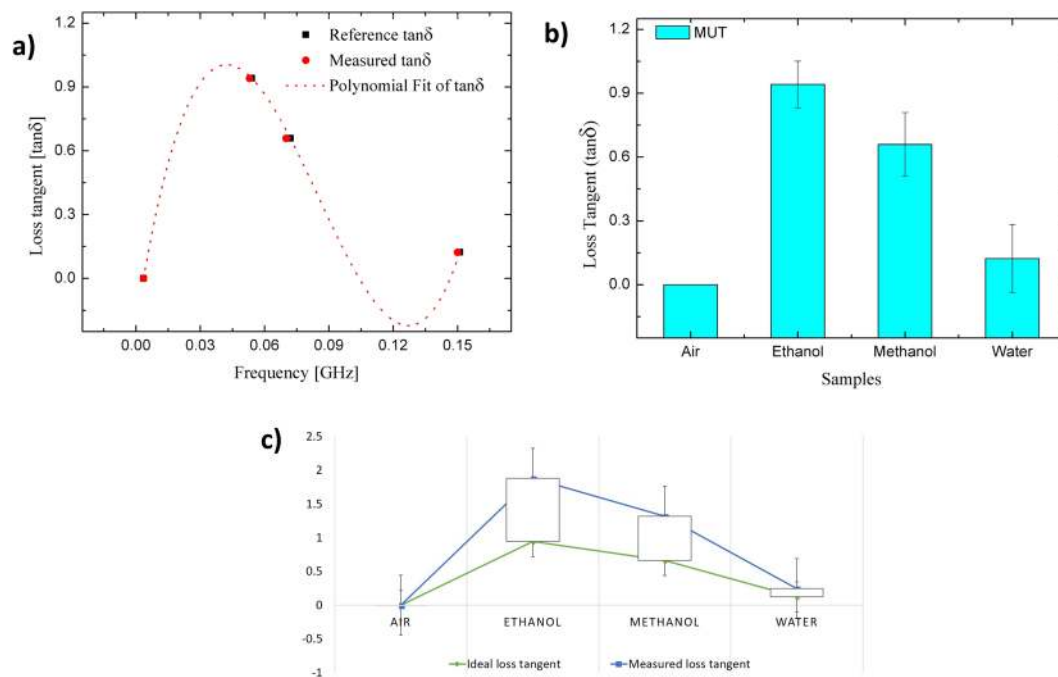 a)
1.2
0.9
0.6
0.3
0.0
Loss tangent [tanδ]
Reference tanδ
Measured tanδ
Polynomial Fit of tanδ
0.00 0.03 0.06 0.09 0.12 0.15
Frequency [GHz]
b)
1.2
0.9
0.6
0.3
0.0
Loss Tangent (tanδ)
MUT
Air Ethanol Methanol Water
Samples
c)
2.5
2
1.5
1
0.5
0
-0.5
-1
AIR ETHANOL METHANOL WATER
Ideal loss tangent Measured loss tangent